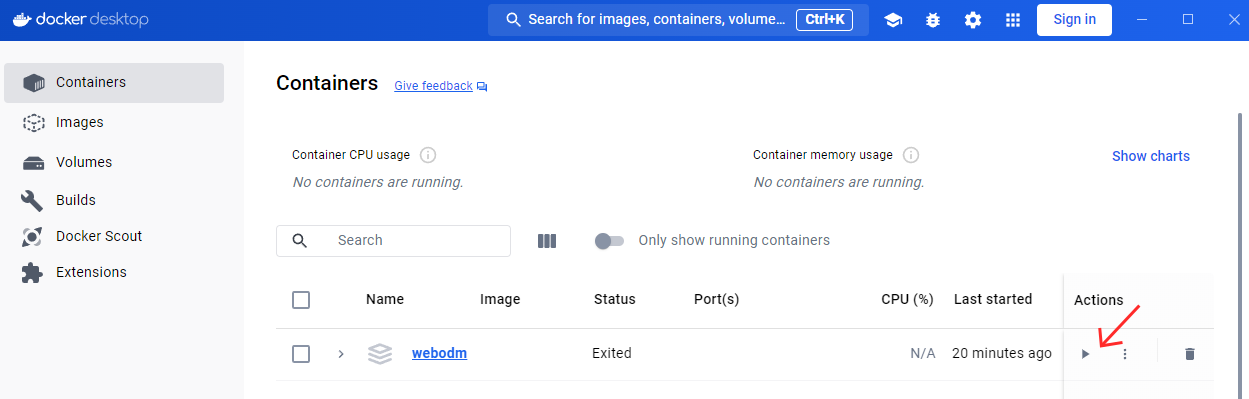 docker desktop
Search for images, containers, volume... Ctrl+K
Sign in
Containers
Images
Volumes
Builds
Docker Scout
Extensions
Containers Give feedback
Container CPU usage
No containers are running.
Container memory usage
No containers are running.
Show charts
Search
Only show running containers
Name Image Status Port(s) CPU (%) Last started Actions
webodm Exited N/A 20 minutes ago